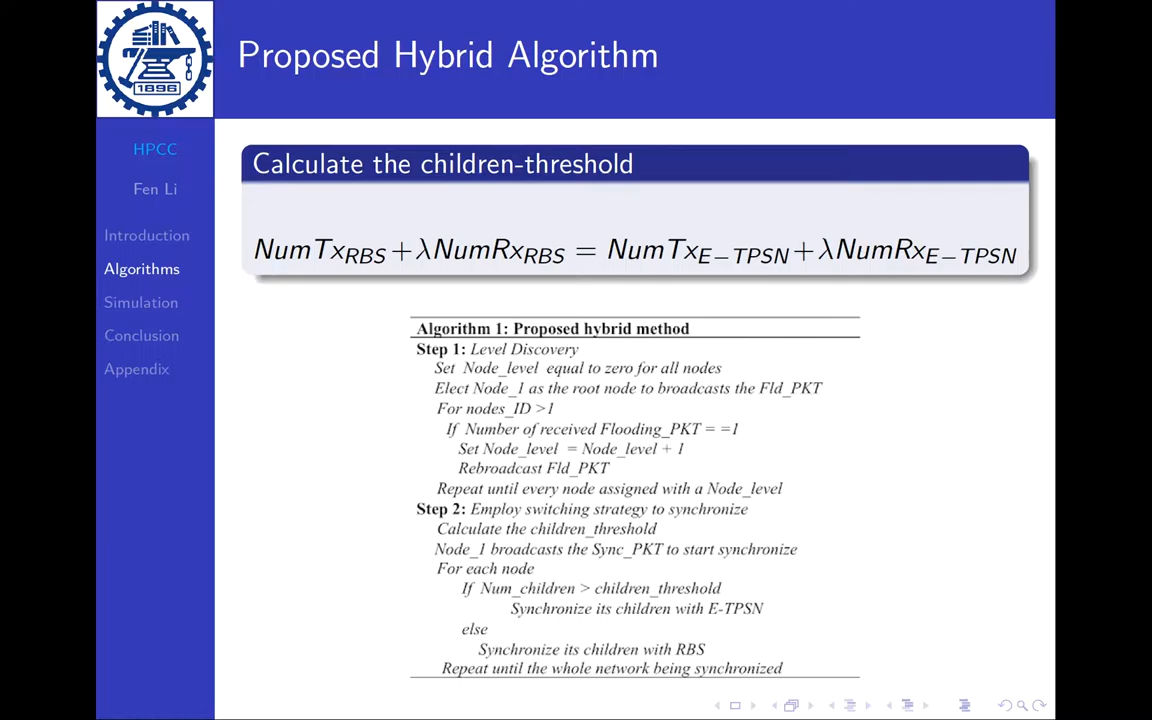 1896
Proposed Hybrid Algorithm
HPCC
Fen Li
Introduction
Algorithms
Simulation
Conclusion
Appendix
Calculate the children-threshold
NumTx_RBS + λNumRx_RBS = NumTx_E−TPSN + λNumRx_E−TPSN
Algorithm 1: Proposed hybrid method
Step 1: Level Discovery
Set Node_level equal to zero for all nodes
Elect Node_1 as the root node to broadcasts the Fld_PKT
For nodes_ID >1
If Number of received Flooding_PKT = =1
Set Node_level = Node_level + 1
Rebroadcast Fld_PKT
Repeat until every node assigned with a Node_level
Step 2: Employ switching strategy to synchronize
Calculate the children_threshold
Node_1 broadcasts the Sync_PKT to start synchronize
For each node
If Num_children > children_threshold
Synchronize its children with E-TPSN
else
Synchronize its children with RBS
Repeat until the whole network being synchronized